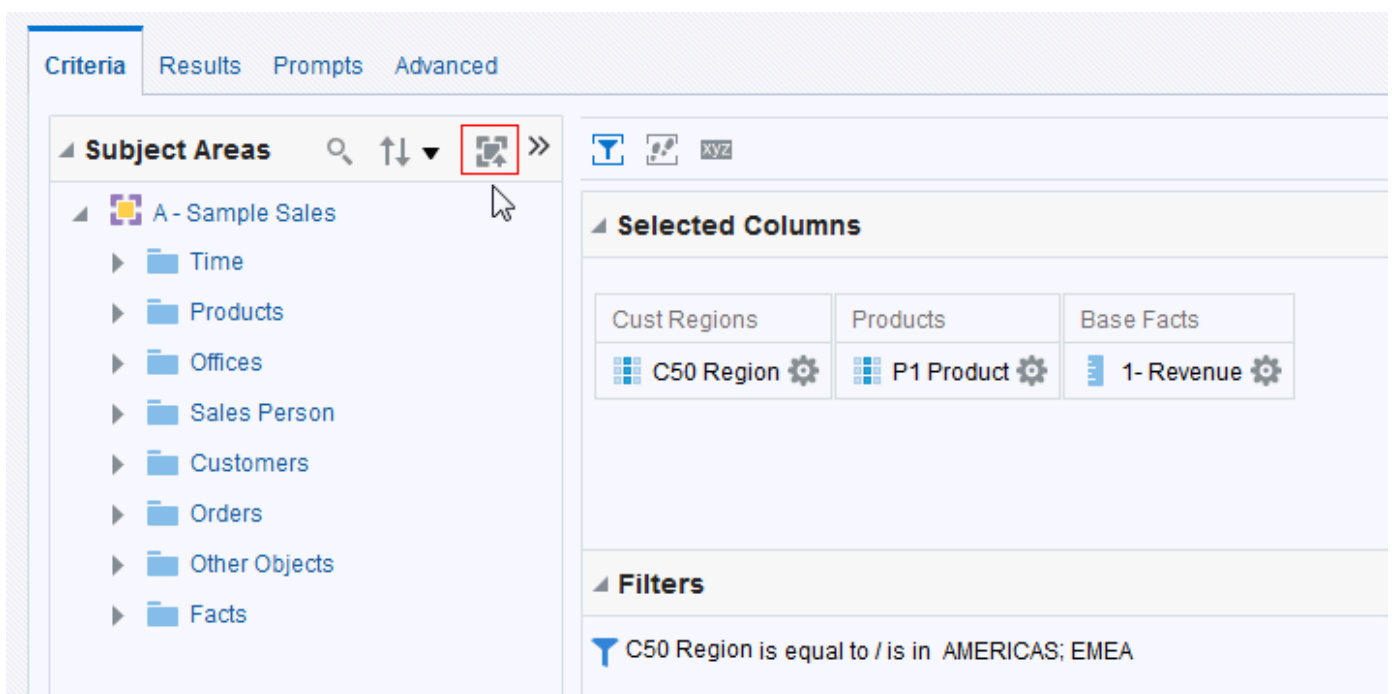 Criteria Results Prompts Advanced
Subject Areas
A - Sample Sales
Time
Products
Offices
Sales Person
Customers
Orders
Other Objects
Facts
xyz
Selected Columns
Cust Regions Products Base Facts
C50 Region P1 Product 1- Revenue
Filters
C50 Region is equal to / is in AMERICAS; EMEA